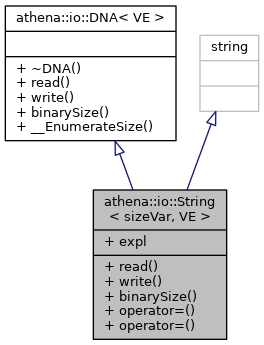 athena::io::DNA< VE >
+ ~DNA()
+ read()
+ write()
+ binarySize()
+ __EnumerateSize()
string
athena::io::String
< sizeVar, VE >
+ expl
+ read()
+ write()
+ binarySize()
+ operator=()
+ operator=()